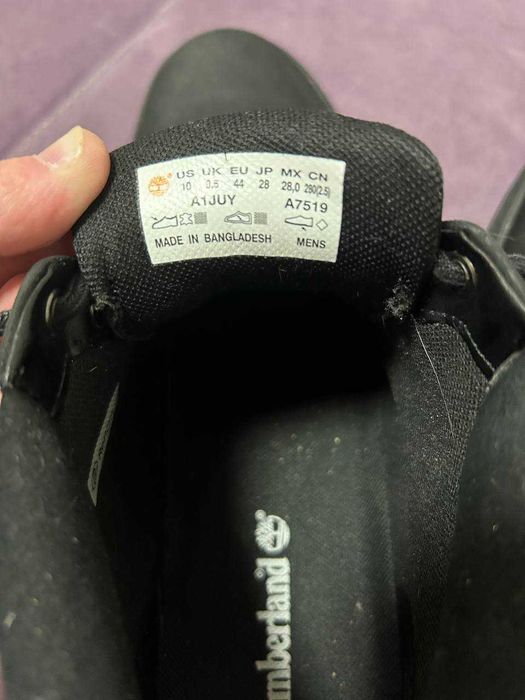 US UK EU JP MX CN
10 9.5 44 28 28,0 280(2.5)
A1JUY A7519
MADE IN BANGLADESH MENS
mberland